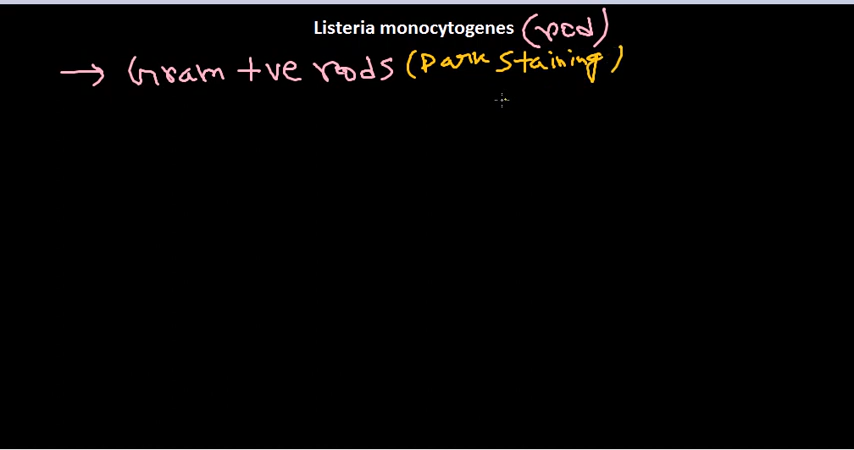 Listeria monocytogenes (rod)
→ Gram +ve rods (Dark Staining)